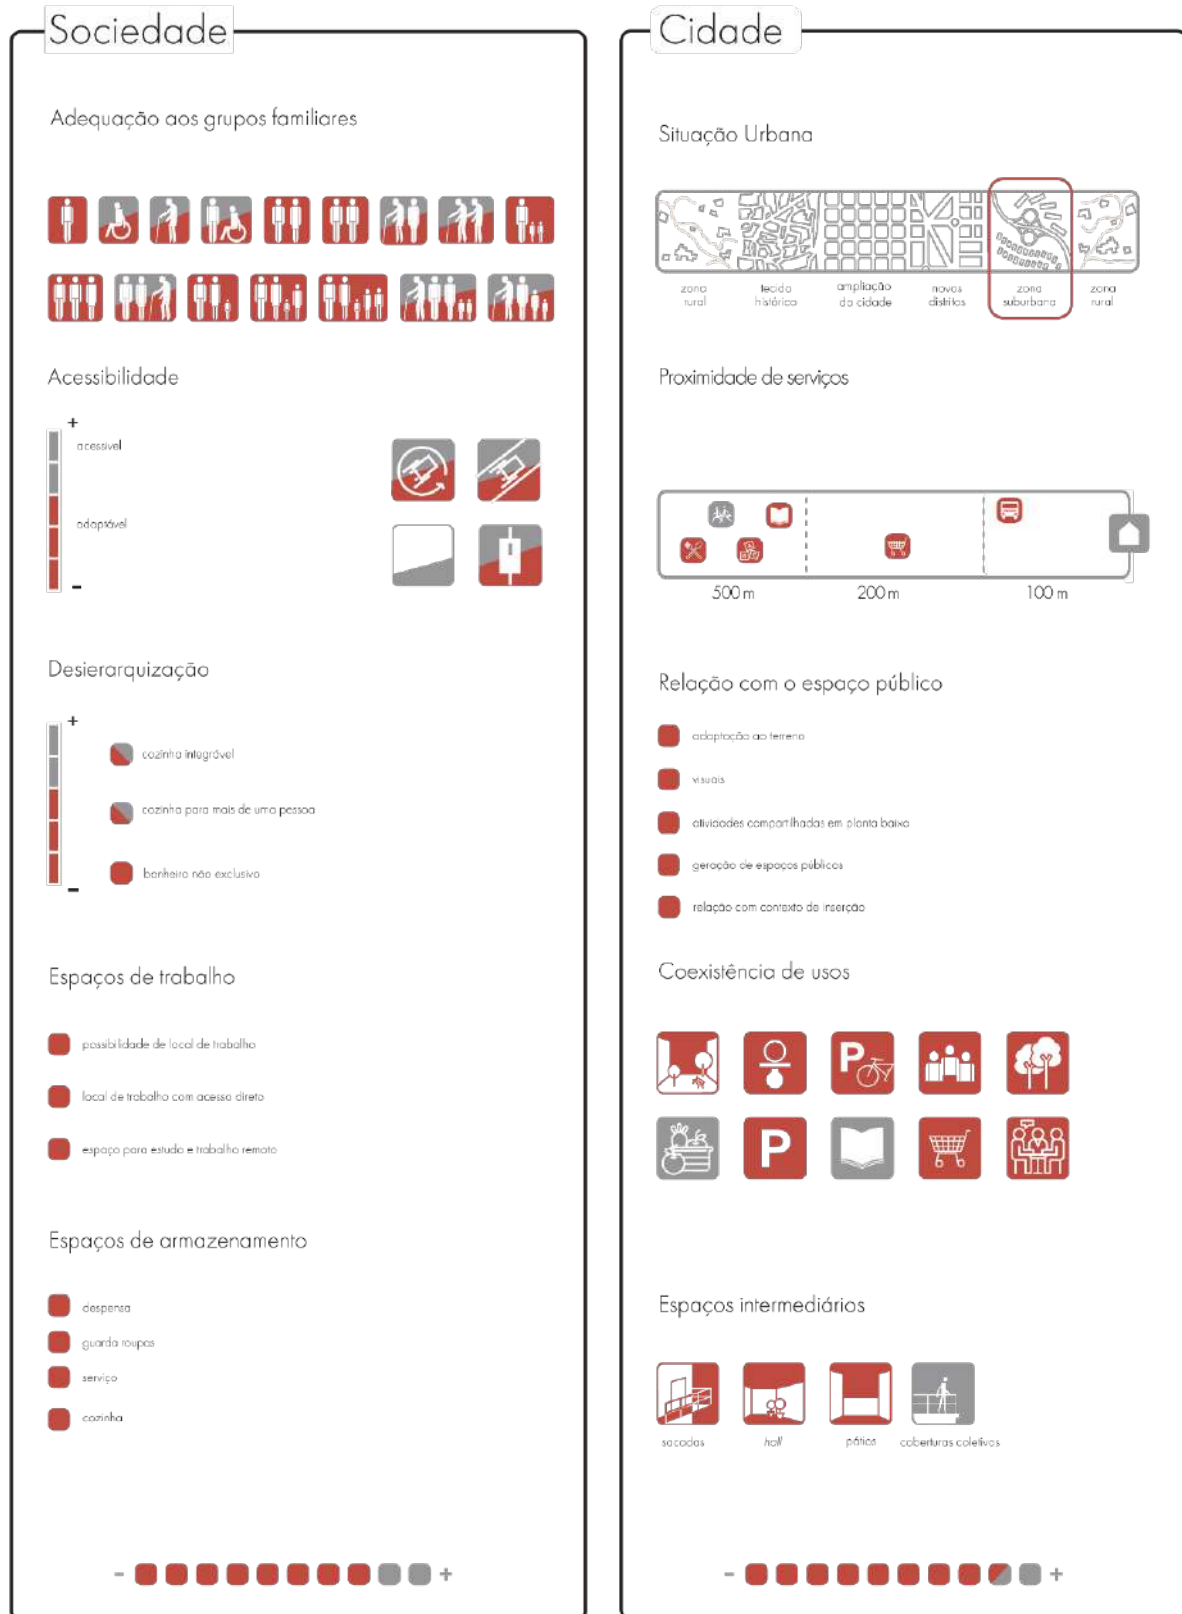 Sociedade
Adequação aos grupos familiares
Acessibilidade
+
acessível
adaptável
-
Desierarquização
+
cozinha integrável
cozinha para mais de uma pessoa
banheiro não exclusivo
-
Espaços de trabalho
possibilidade de local de trabalho
local de trabalho com acesso direto
espaço para estudo e trabalho remoto
Espaços de armazenamento
despensa
guarda roupas
serviço
cozinha
- +
Cidade
Situação Urbana
zona rural
tecido histórico
ampliação da cidade
novos distritos
zona suburbana
zona rural
Proximidade de serviços
500 m
200 m
100 m
Relação com o espaço público
adaptação ao terreno
visuais
atividades compartilhadas em planta baixa
geração de espaços públicos
relação com contexto de inserção
Coexistência de usos
P
P
Espaços intermediários
sacadas
hall
pátios
coberturas coletivas
- +